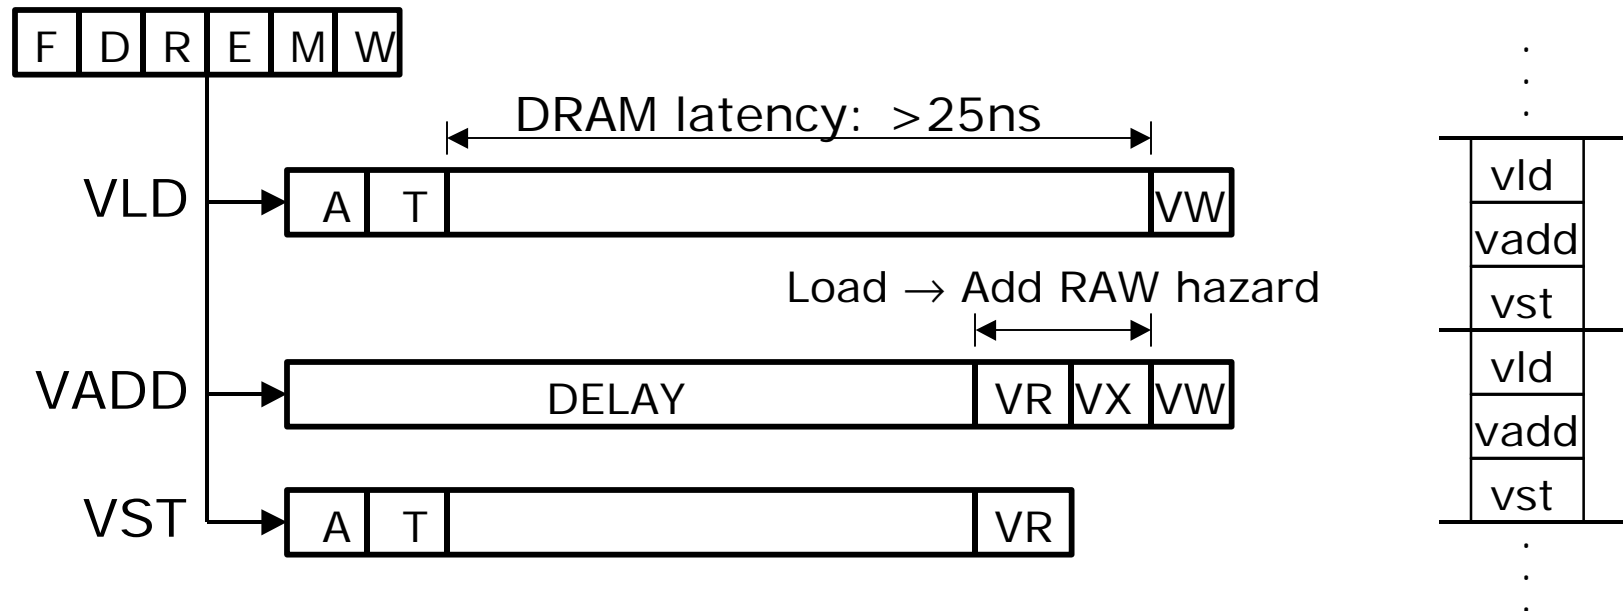 F D R E M W
DRAM latency: >25ns
VLD
A T VW
Load → Add RAW hazard
VADD
DELAY VR VX VW
VST
A T VR
.
.
.
vld
vadd
vst
vld
vadd
vst
.
.
.